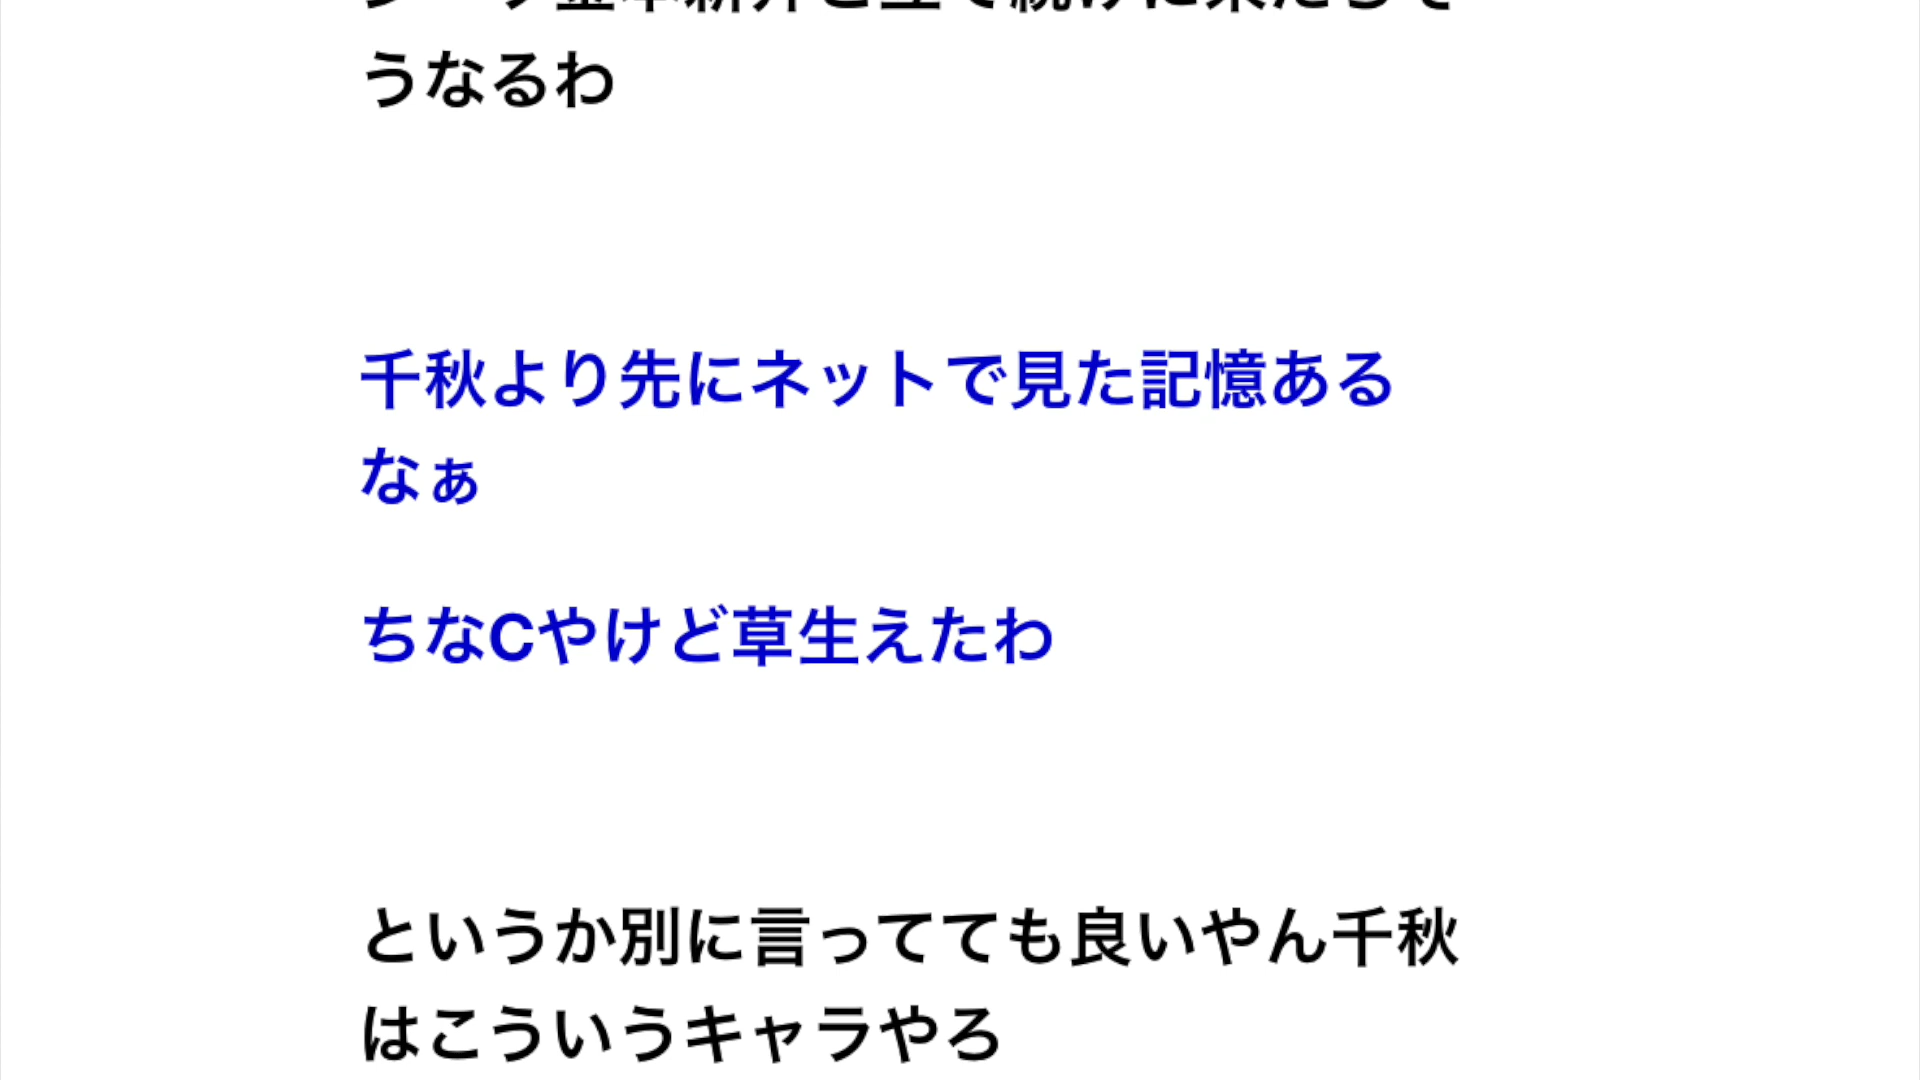 うなるわ
千秋より先にネットで見た記憶ある
なぁ
ちなCやけど草生えたわ
というか別に言ってても良いやん千秋
はこういうキャラやろ